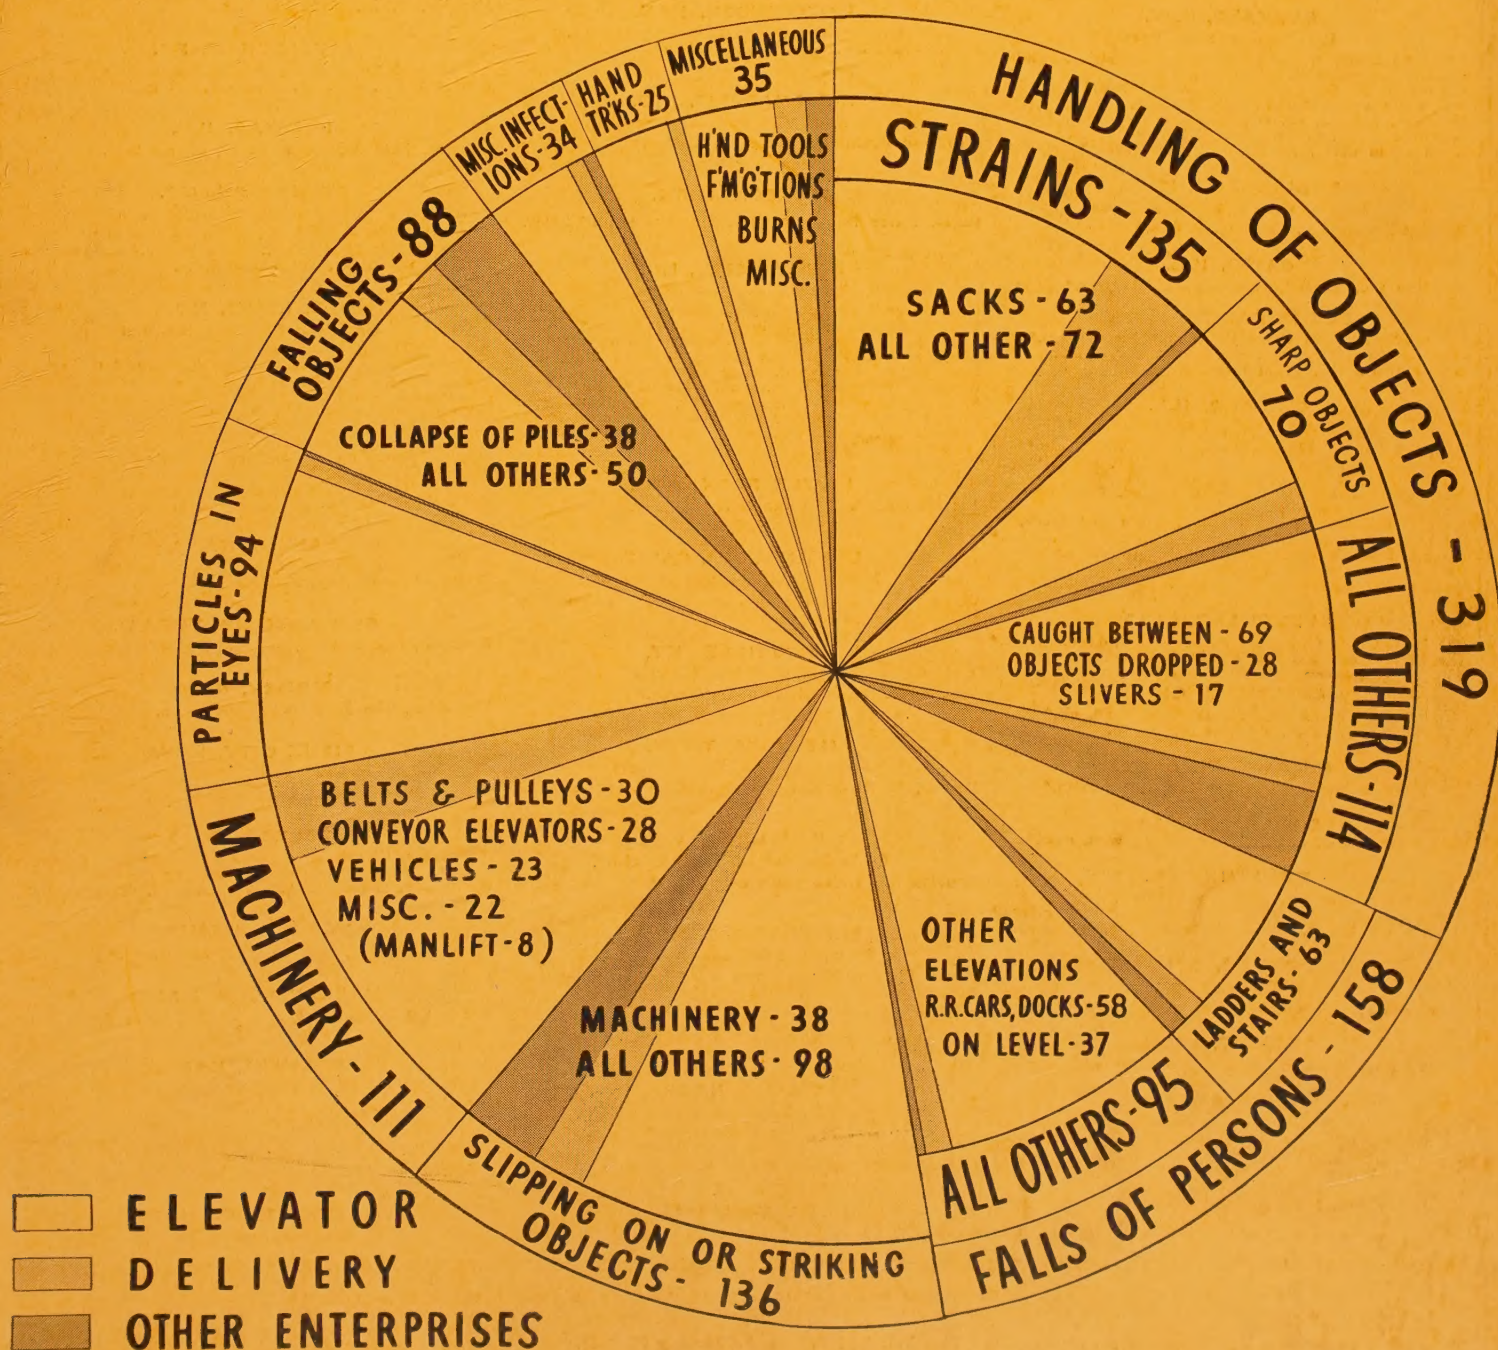 HANDLING OF OBJECTS - 319
STRAINS - 135
SACKS - 63
ALL OTHER - 72
SHARP OBJECTS
70
ALL OTHERS - 114
CAUGHT BETWEEN - 69
OBJECTS DROPPED - 28
SLIVERS - 17
FALLS OF PERSONS - 158
LADDERS AND
STAIRS - 63
ALL OTHERS - 95
OTHER
ELEVATIONS
R.R.CARS, DOCKS - 58
ON LEVEL - 37
SLIPPING ON OR STRIKING
OBJECTS - 136
MACHINERY - 38
ALL OTHERS - 98
MACHINERY - 111
BELTS & PULLEYS - 30
CONVEYOR ELEVATORS - 28
VEHICLES - 23
MISC. - 22
(MANLIFT - 8)
PARTICLES IN
EYES - 94
FALLING
OBJECTS - 88
COLLAPSE OF PILES - 38
ALL OTHERS - 50
MISC. INFECT-
IONS - 34
HAND
TR'KS - 25
MISCELLANEOUS
35
H'ND TOOLS
F'M'G'TIONS
BURNS
MISC.
ELEVATOR
DELIVERY
OTHER ENTERPRISES